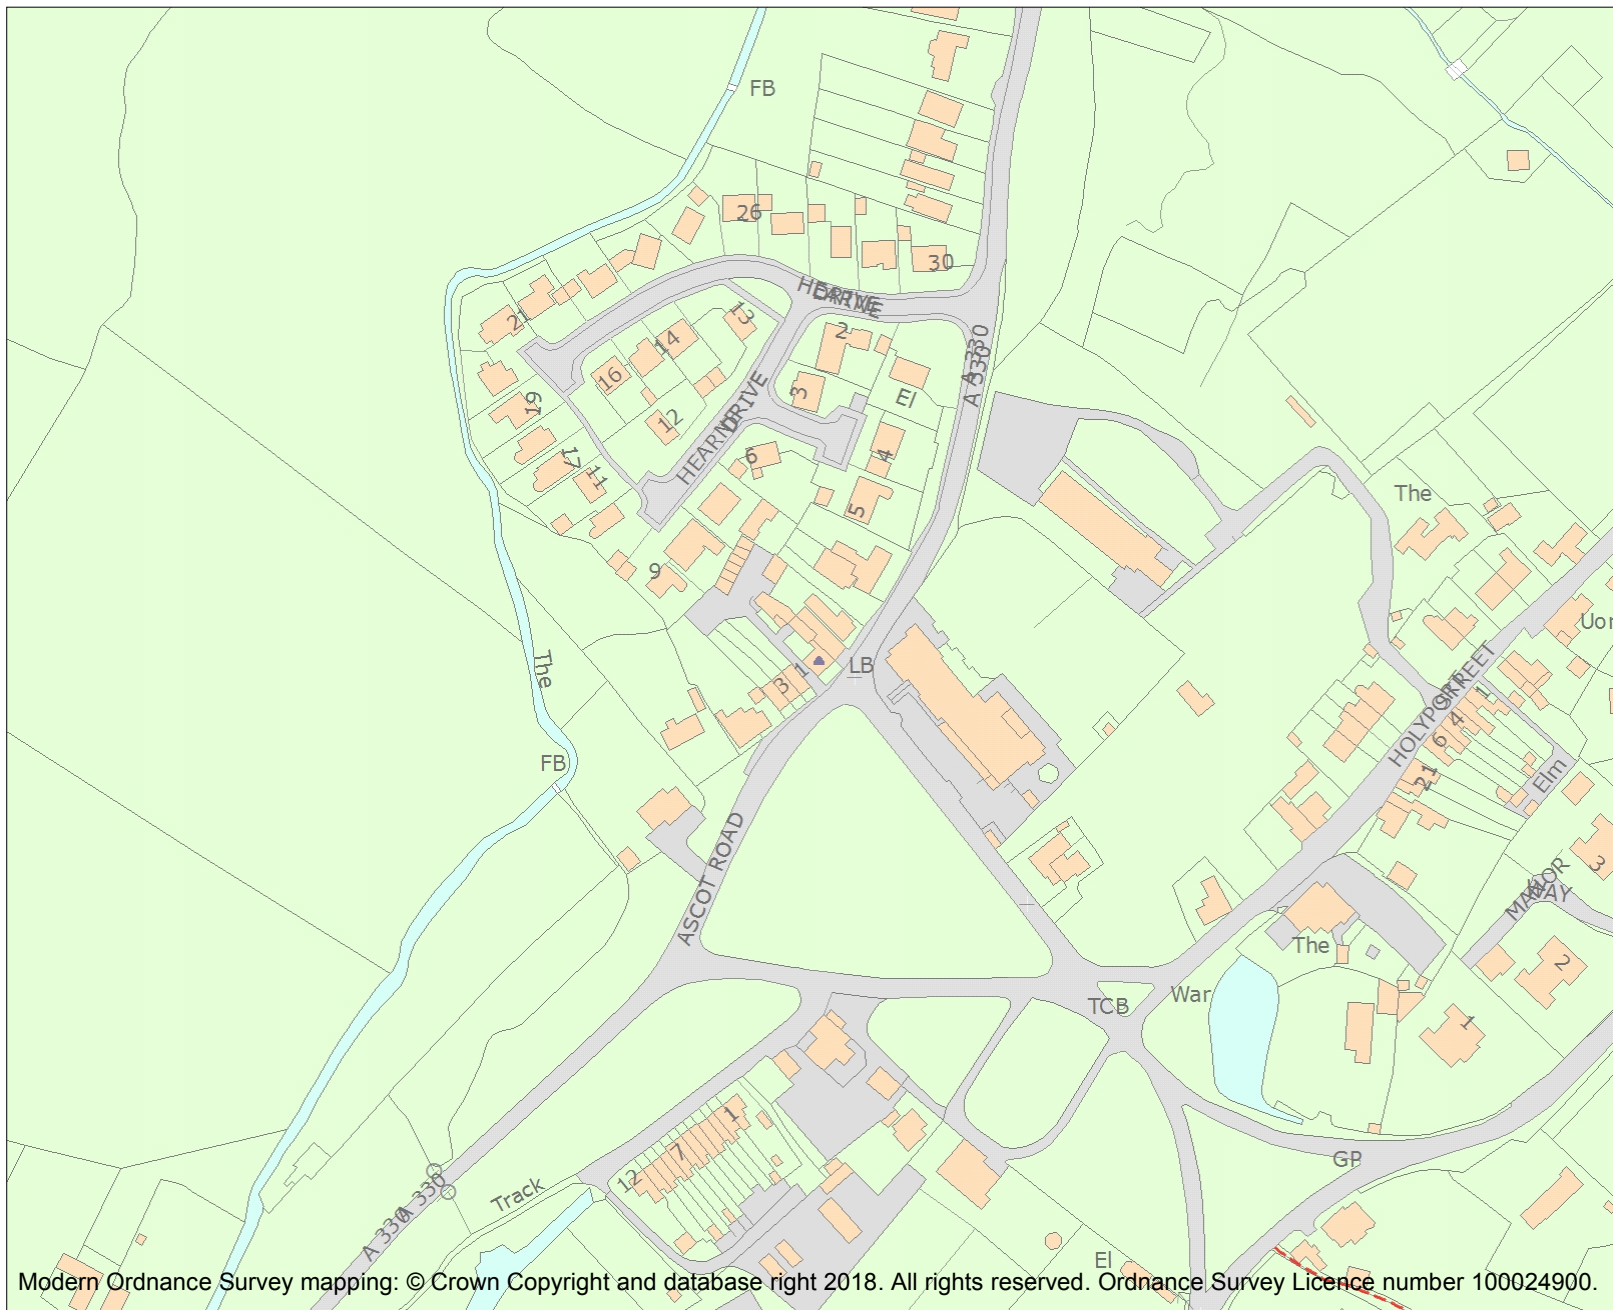 FB
26
30
HEARNE
DRIVE
21
13
14
2
A 330
A 330
16
3
El
19
12
HEARNE
DRIVE
17
11
6
4
The
5
9
Uor
The
LB
1
3
HOLYPORT
STREET
1
4
6
21
FB
Elm
ASCOT ROAD
3
MANOR
WAY
The
2
War
TCB
1
1
7
12
GP
Track
A 330
A 330
El
Modern Ordnance Survey mapping: © Crown Copyright and database right 2018. All rights reserved. Ordnance Survey Licence number 100024900.